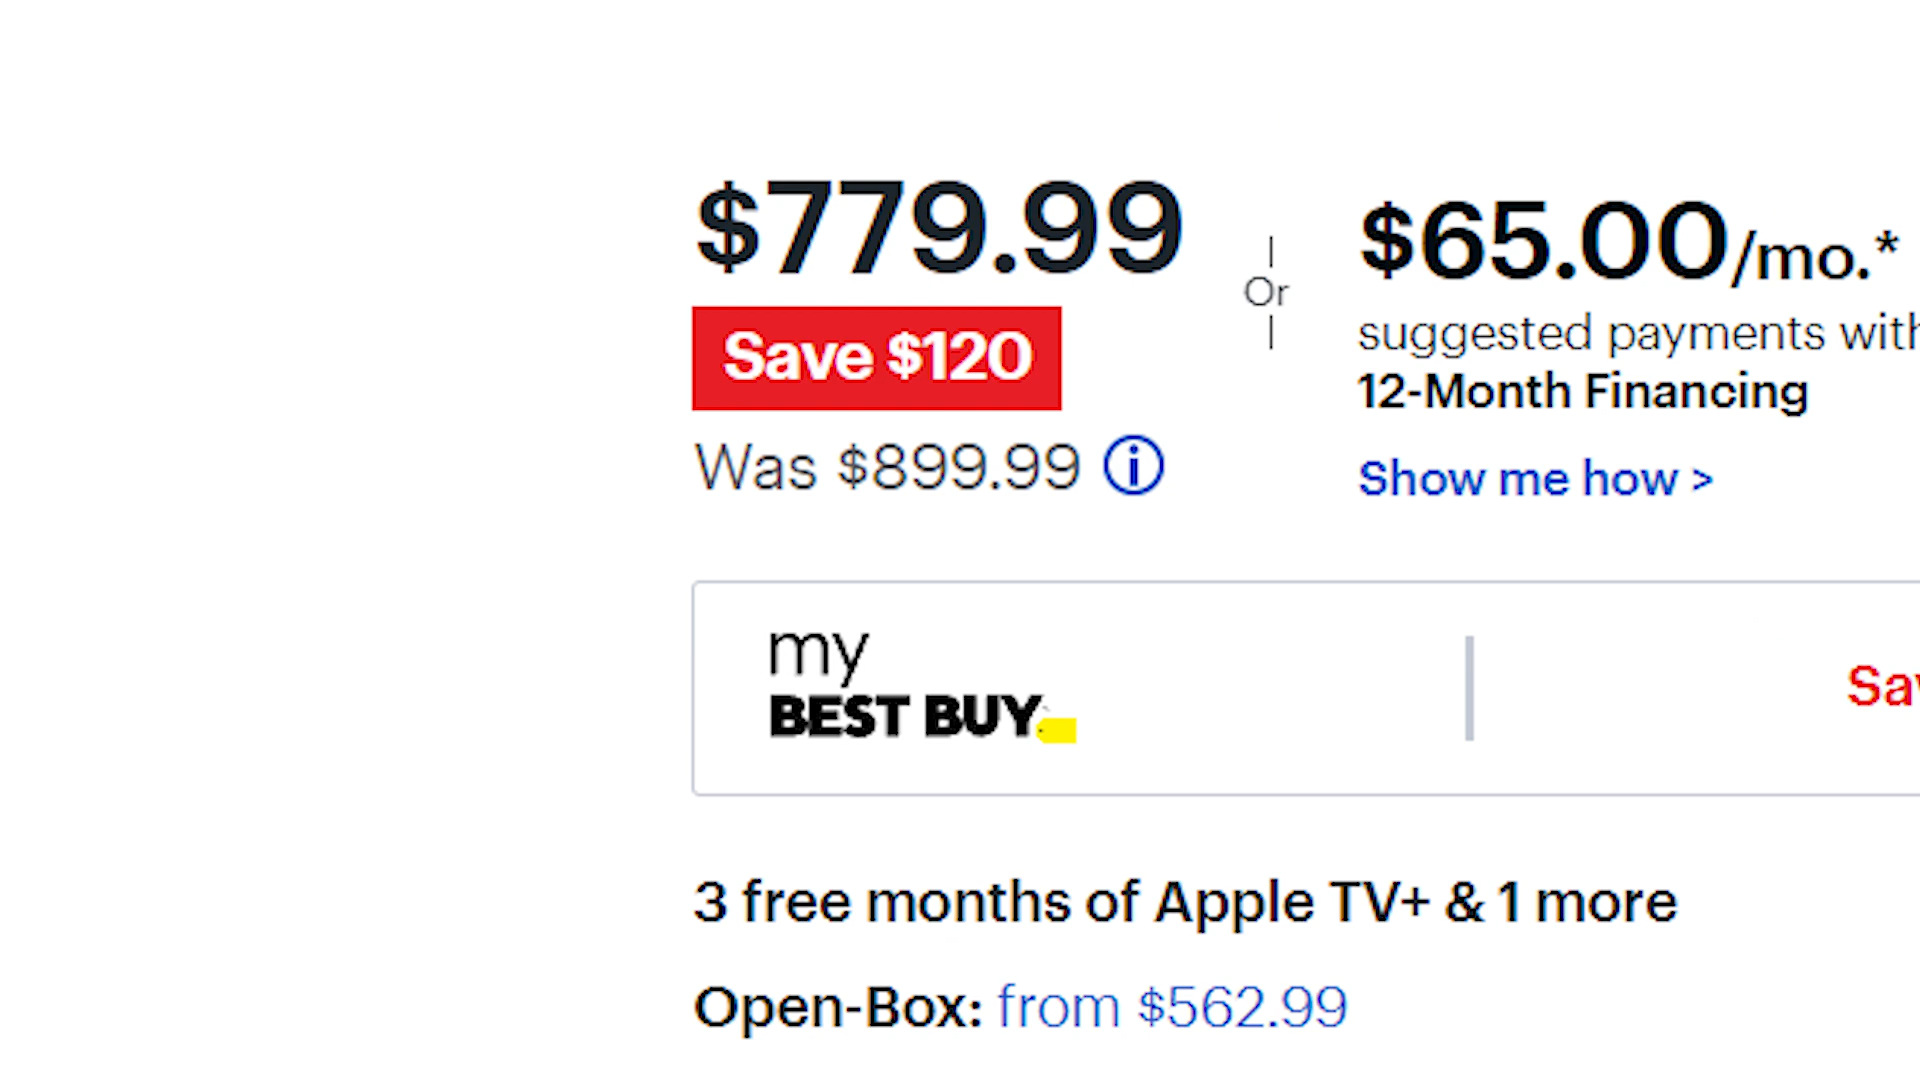 $779.99
Save $120
Was $899.99
Or
$65.00/mo.*
suggested payments with
12-Month Financing
Show me how >
my
BEST BUY
3 free months of Apple TV+ & 1 more
Open-Box: from $562.99